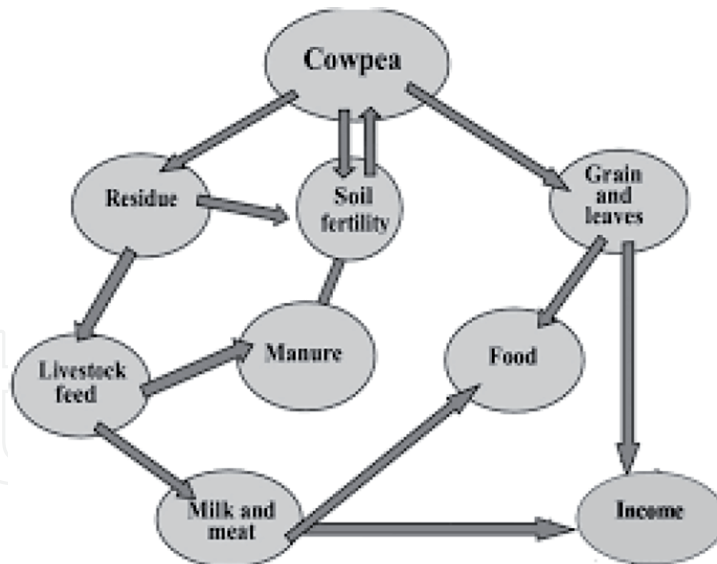 Cowpea
Residue
Soil
fertility
Grain
and
leaves
Livestock
feed
Manure
Food
Milk and
meat
Income